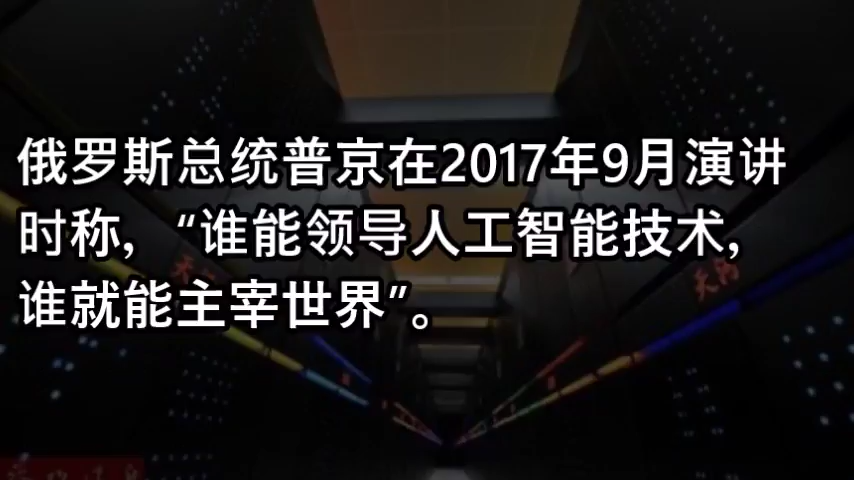 俄罗斯总统普京在2017年9月演讲
时称，“谁能领导人工智能技术，
谁就能主宰世界”。